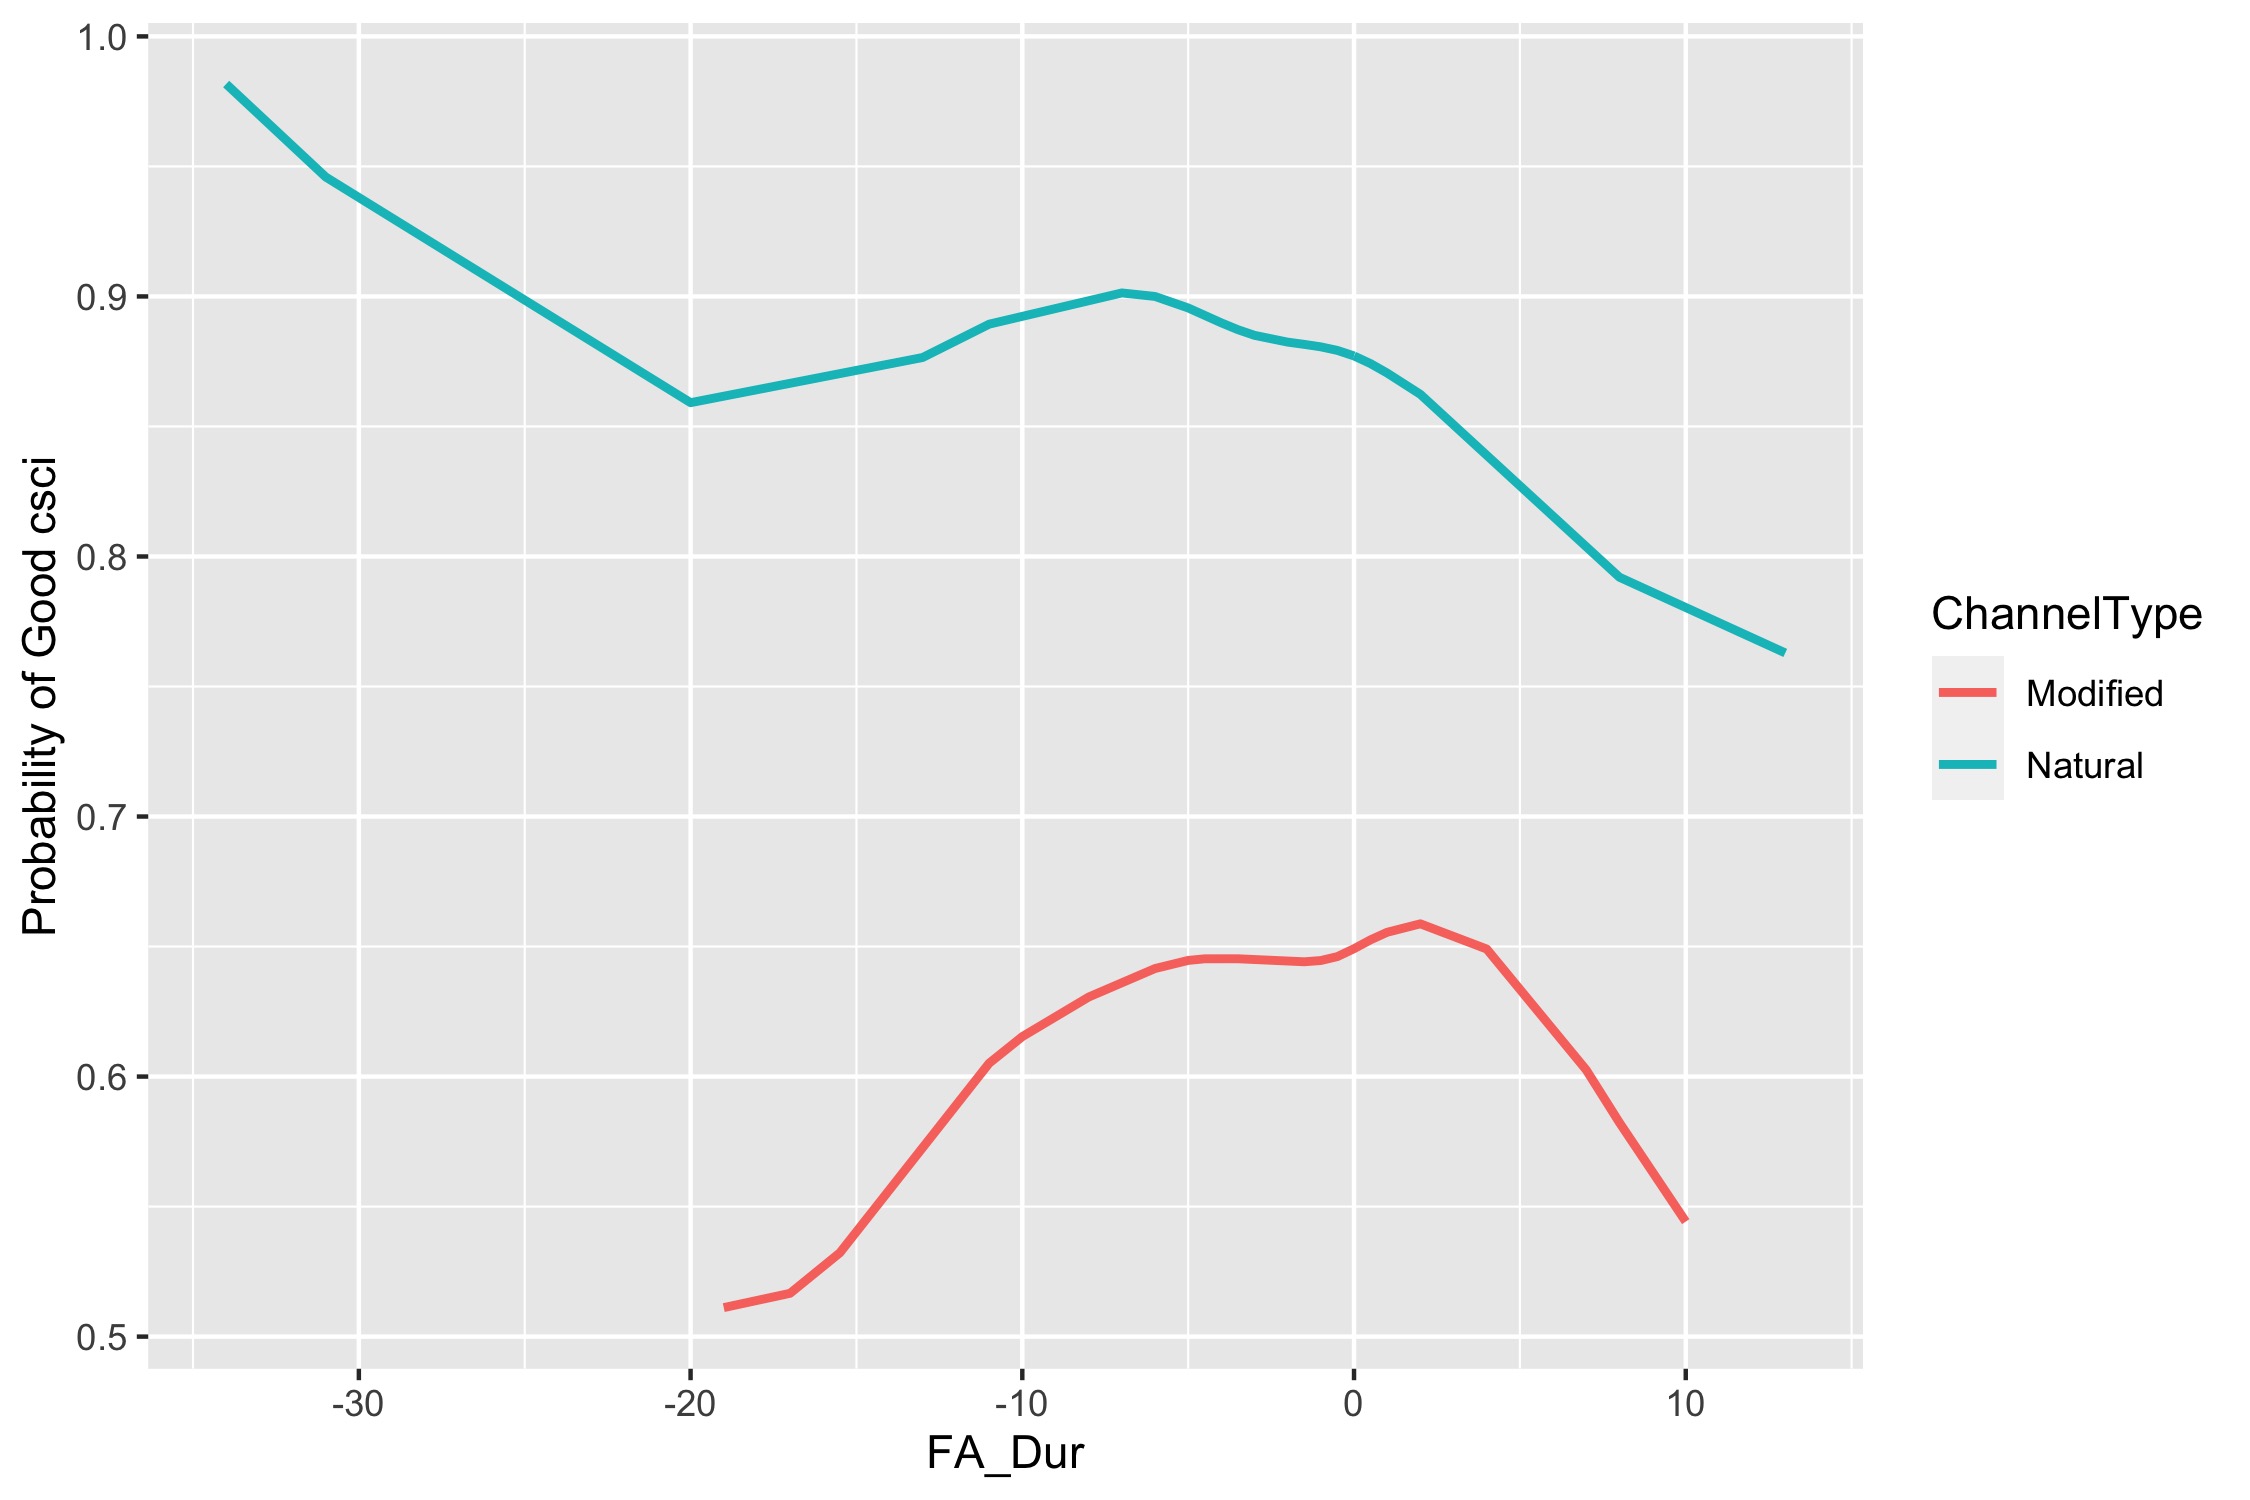 1.0
0.9
0.8
0.7
0.6
0.5
Probability of Good csci
-30 -20 -10 0 10
FA_Dur
ChannelType
Modified
Natural